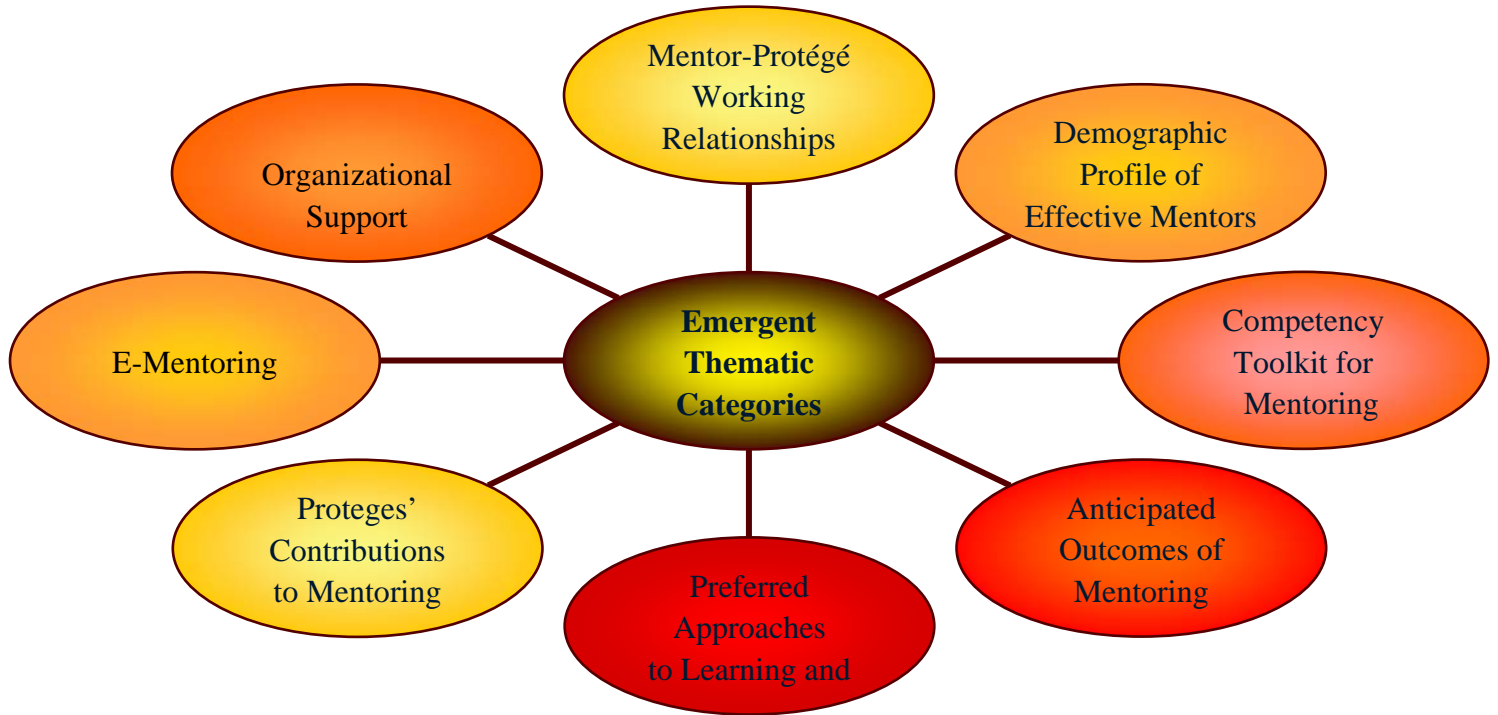 Mentor-Protégé
Working
Relationships
Demographic
Profile of
Effective Mentors
Competency
Toolkit for
Mentoring
Anticipated
Outcomes of
Mentoring
Preferred
Approaches
to Learning and
Proteges’
Contributions
to Mentoring
E-Mentoring
Organizational
Support
Emergent
Thematic
Categories